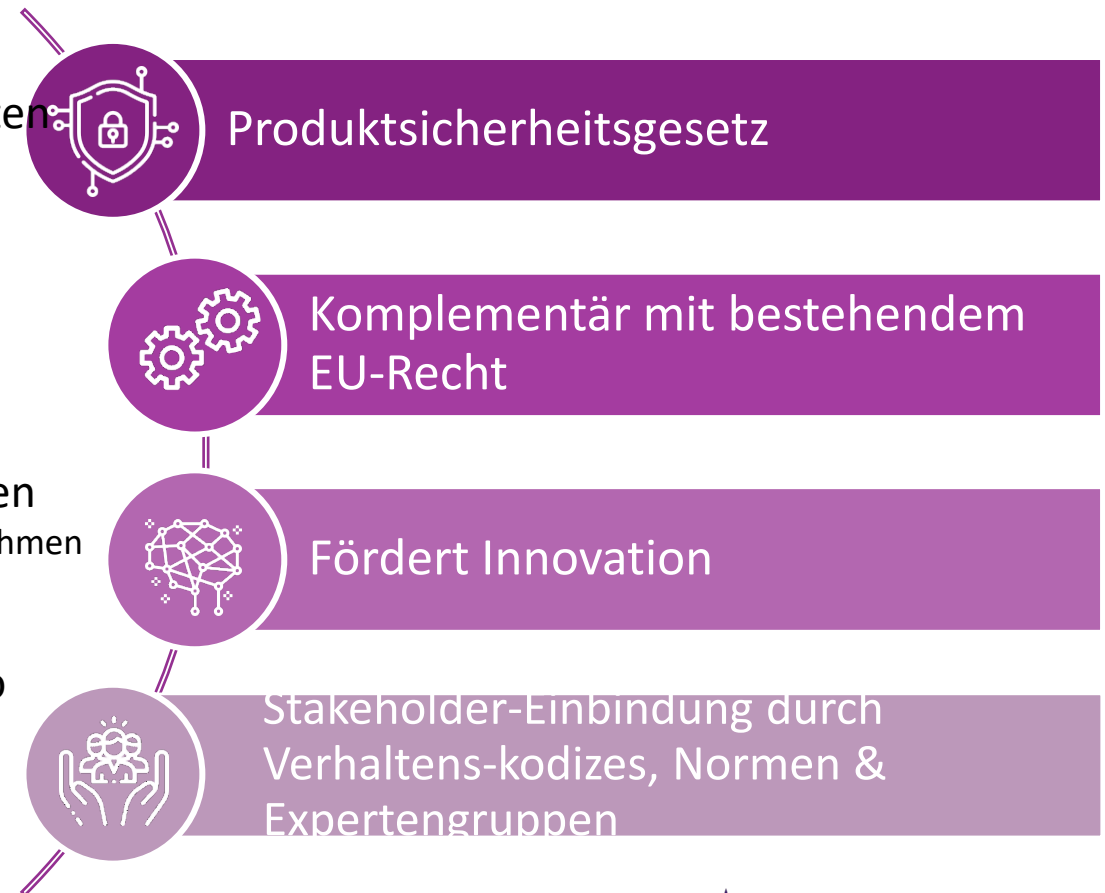 Produktsicherheitsgesetz
Komplementär mit bestehendem
EU-Recht
Fördert Innovation
Stakeholder-Einbindung durch
Verhaltens-kodizes, Normen &
Expertengruppen